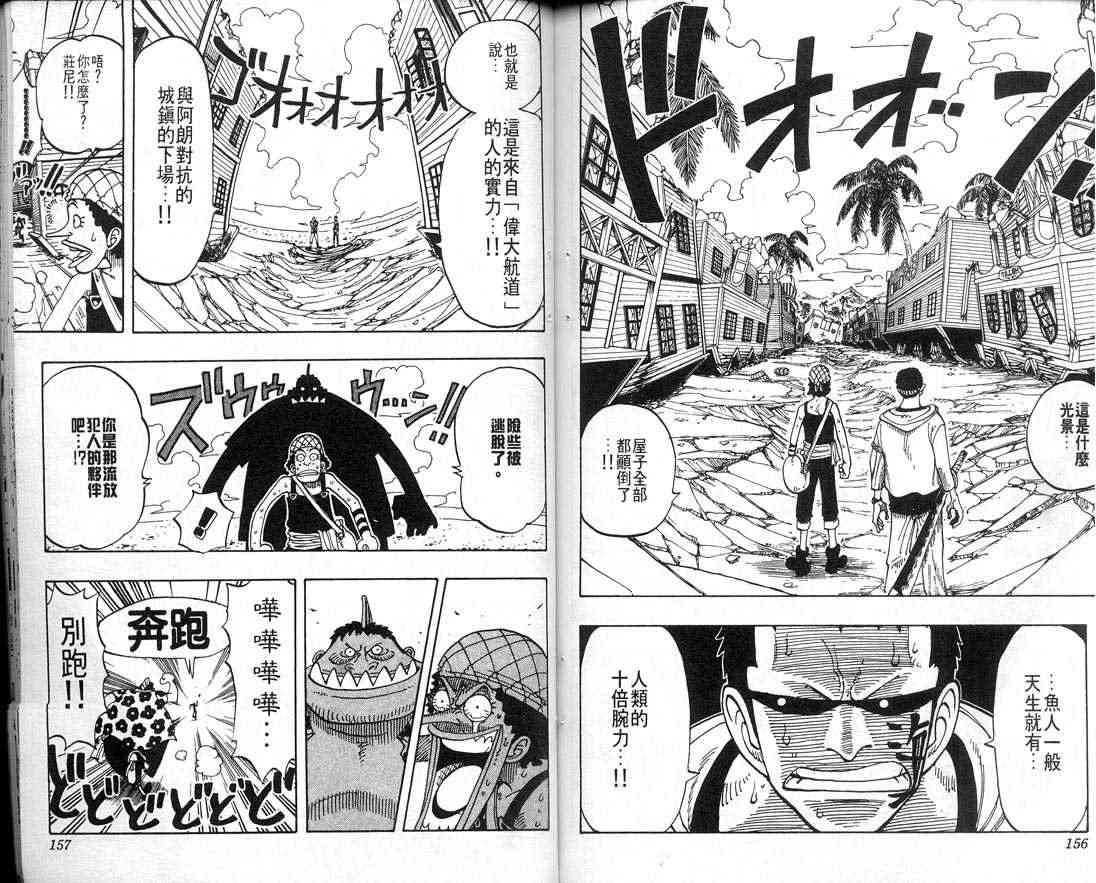 ドオオーン
這是什麼
光景…
屋子全部
都顛倒了
…!!
…魚人一般
天生就有…
人類的
十倍腕力…!!
156
也就是
說…
這是來自「偉大航道」
的人的實力…!!
ゴオオオオオ
與阿朗對抗的
城鎮的下場…!!
唔?
你怎麼了?
莊尼!!
險些被
逃脫了。
ズウウウウーン!!
你是那流放
犯人的夥伴
吧…!?
!
嘩
嘩
嘩
嘩…
奔跑
別跑!!
どどどどどど
157